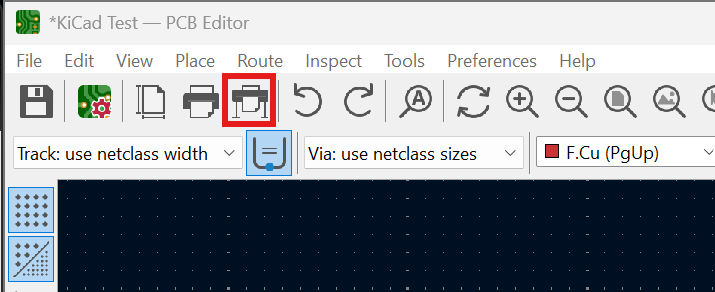 *KiCad Test — PCB Editor
File Edit View Place Route Inspect Tools Preferences Help
Track: use netclass width Via: use netclass sizes F.Cu (PgUp)